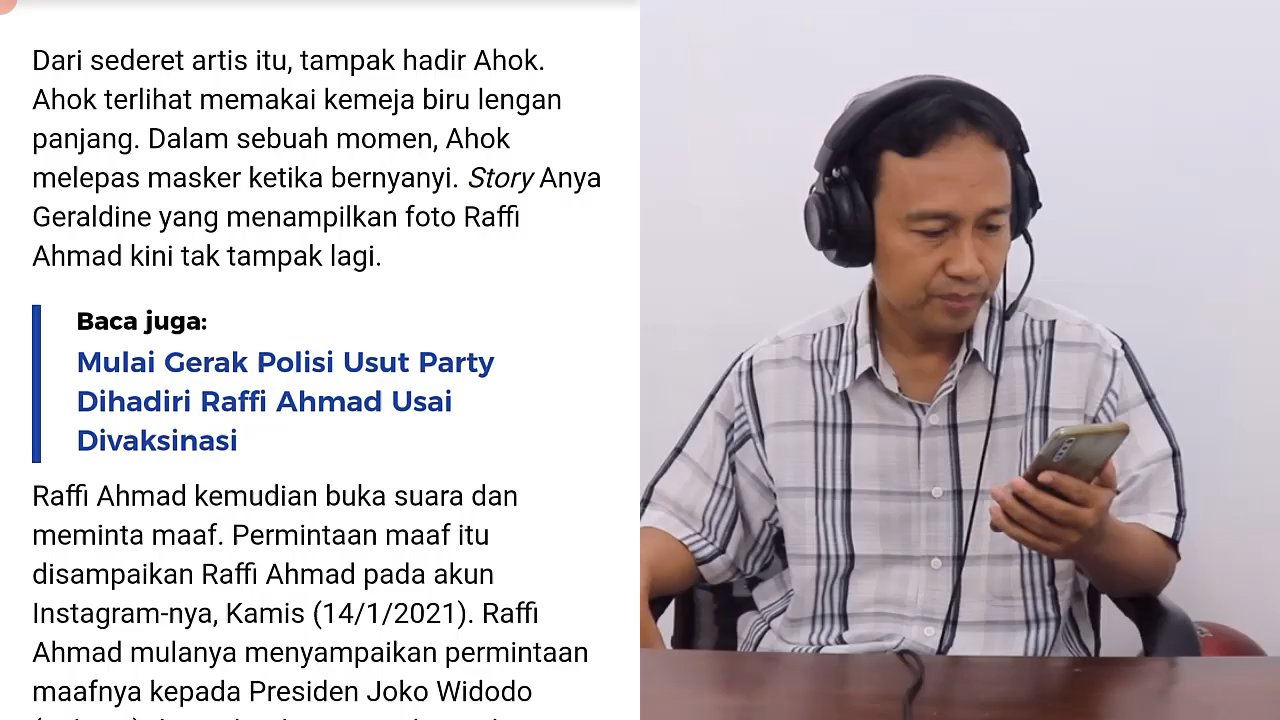 Dari sederet artis itu, tampak hadir Ahok.
Ahok terlihat memakai kemeja biru lengan
panjang. Dalam sebuah momen, Ahok
melepas masker ketika bernyanyi. Story Anya
Geraldine yang menampilkan foto Raffi
Ahmad kini tak tampak lagi.
Baca juga:
Mulai Gerak Polisi Usut Party
Dihadiri Raffi Ahmad Usai
Divaksinasi
Raffi Ahmad kemudian buka suara dan
meminta maaf. Permintaan maaf itu
disampaikan Raffi Ahmad pada akun
Instagram-nya, Kamis (14/1/2021). Raffi
Ahmad mulanya menyampaikan permintaan
maafnya kepada Presiden Joko Widodo